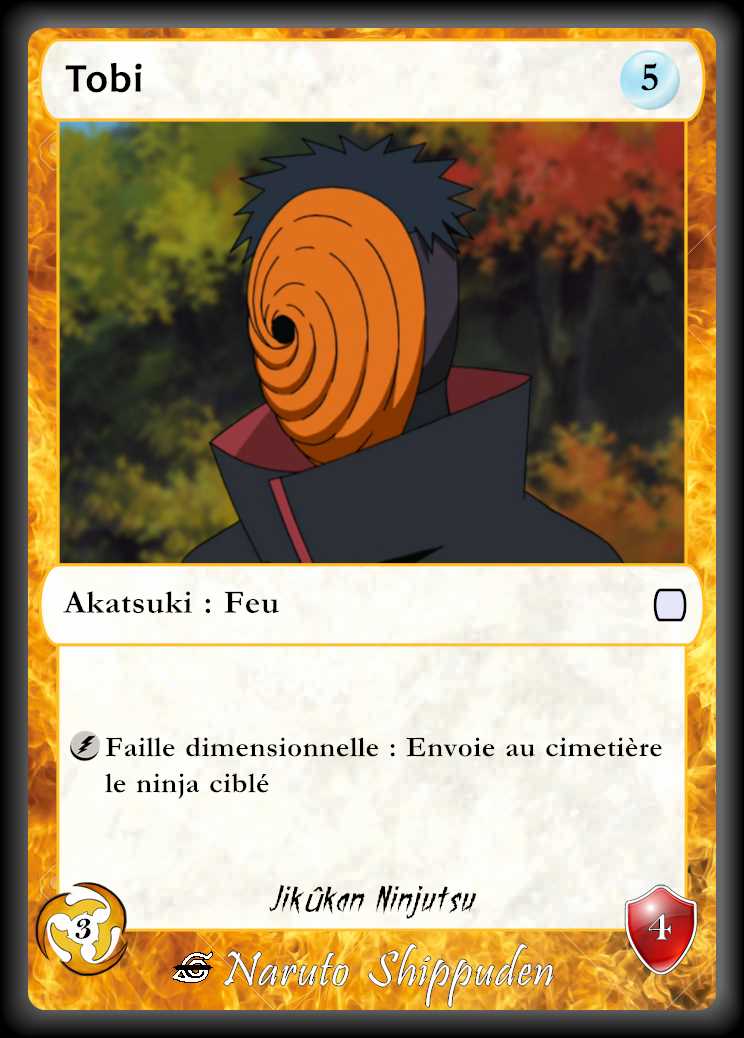 Tobi
5
Akatsuki : Feu
Faille dimensionnelle : Envoie au cimetière
le ninja ciblé
Jikûkan Ninjutsu
3
4
Naruto Shippuden